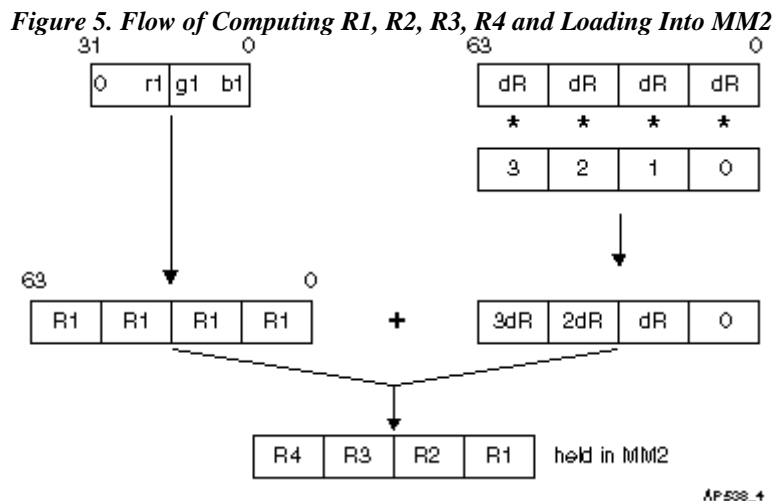 Figure 5. Flow of Computing R1, R2, R3, R4 and Loading Into MM2
31 0 63 0
0 r1 g1 b1 dR dR dR dR
* * * *
3 2 1 0
63 0
R1 R1 R1 R1 + 3dR 2dR dR 0
R4 R3 R2 R1 held in MM2
AP538_4